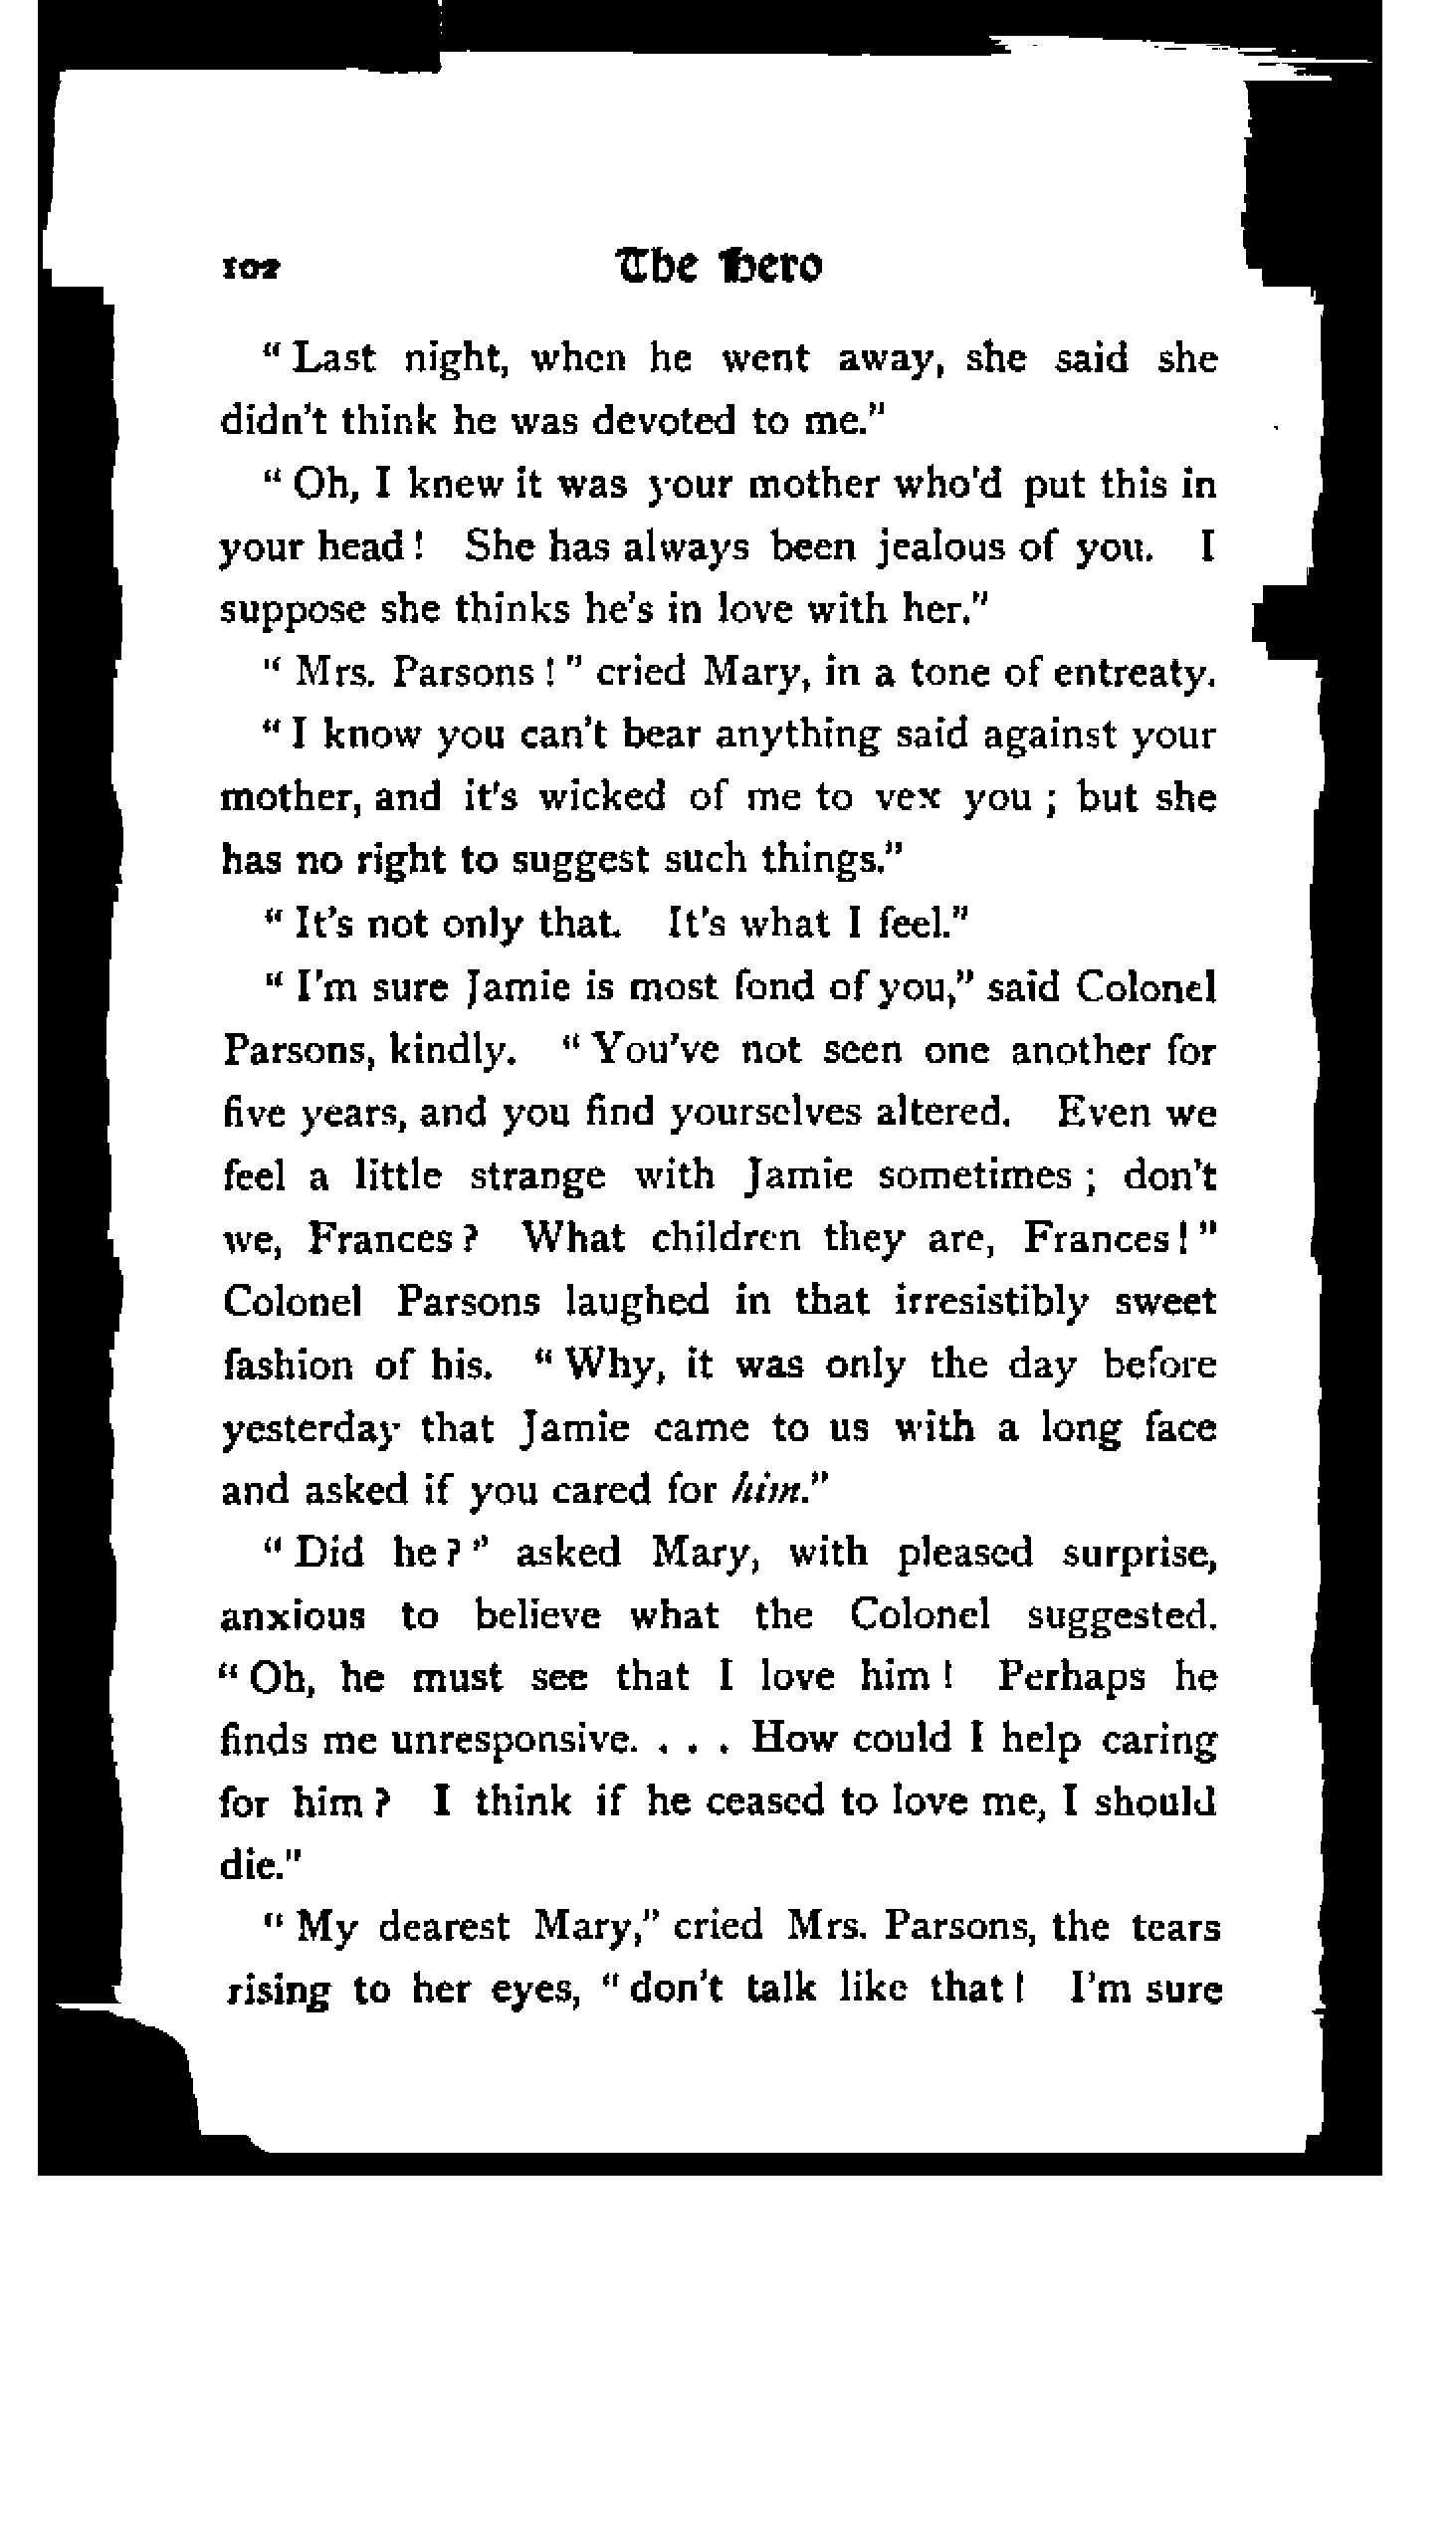 102 The Hero
“Last night, when he went away, she said she
didn't think he was devoted to me.”
“Oh, I knew it was your mother who'd put this in
your head! She has always been jealous of you. I
suppose she thinks he's in love with her.”
“Mrs. Parsons!” cried Mary, in a tone of entreaty.
“I know you can't bear anything said against your
mother, and it's wicked of me to vex you; but she
has no right to suggest such things.”
“It's not only that. It's what I feel.”
“I'm sure Jamie is most fond of you,” said Colonel
Parsons, kindly. “You've not seen one another for
five years, and you find yourselves altered. Even we
feel a little strange with Jamie sometimes; don't
we, Frances? What children they are, Frances!”
Colonel Parsons laughed in that irresistibly sweet
fashion of his. “Why, it was only the day before
yesterday that Jamie came to us with a long face
and asked if you cared for him.”
“Did he?” asked Mary, with pleased surprise,
anxious to believe what the Colonel suggested.
“Oh, he must see that I love him! Perhaps he
finds me unresponsive. . . . How could I help caring
for him? I think if he ceased to love me, I should
die.”
“My dearest Mary,” cried Mrs. Parsons, the tears
rising to her eyes, “don't talk like that! I'm sure